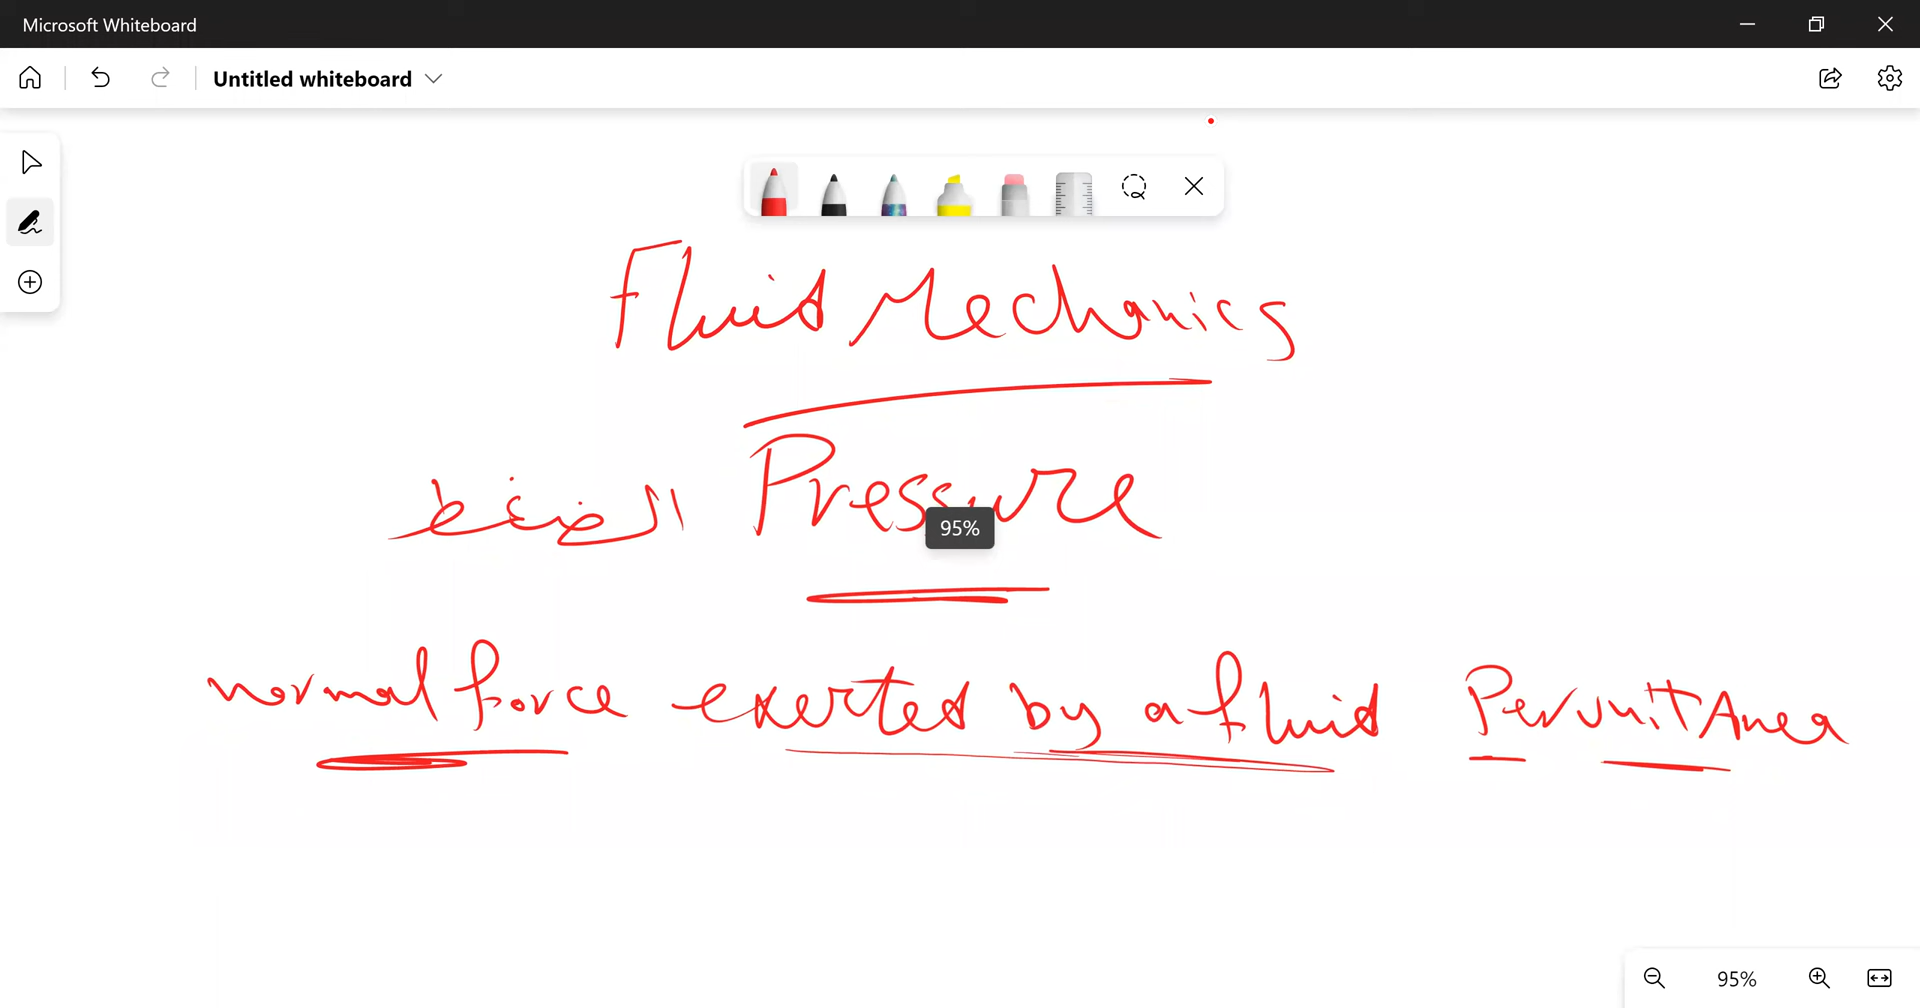 Microsoft Whiteboard
Untitled whiteboard
Fluid Mechanics
Pressure الضغط
95%
normal force exerted by a fluid Per unit Area
95%